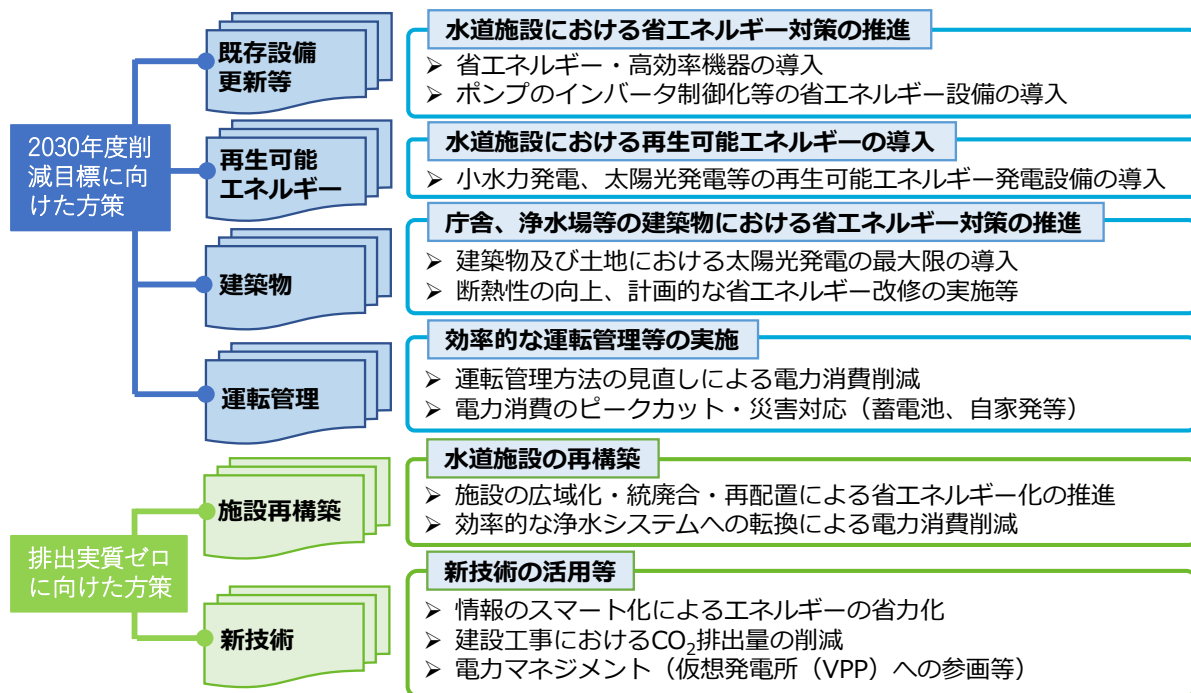 2030年度削
減目標に向
けた方策
既存設備
更新等
水道施設における省エネルギー対策の推進
➢ 省エネルギー・高効率機器の導入
➢ ポンプのインバータ制御化等の省エネルギー設備の導入
再生可能
エネルギー
水道施設における再生可能エネルギーの導入
➢ 小水力発電、太陽光発電等の再生可能エネルギー発電設備の導入
建築物
庁舎、浄水場等の建築物における省エネルギー対策の推進
➢ 建築物及び土地における太陽光発電の最大限の導入
➢ 断熱性の向上、計画的な省エネルギー改修の実施等
運転管理
効率的な運転管理等の実施
➢ 運転管理方法の見直しによる電力消費削減
➢ 電力消費のピークカット・災害対応（蓄電池、自家発等）
排出実質ゼロ
に向けた方策
施設再構築
水道施設の再構築
➢ 施設の広域化・統廃合・再配置による省エネルギー化の推進
➢ 効率的な浄水システムへの転換による電力消費削減
新技術
新技術の活用等
➢ 情報のスマート化によるエネルギーの省力化
➢ 建設工事におけるCO₂排出量の削減
➢ 電力マネジメント（仮想発電所（VPP）への参画等）